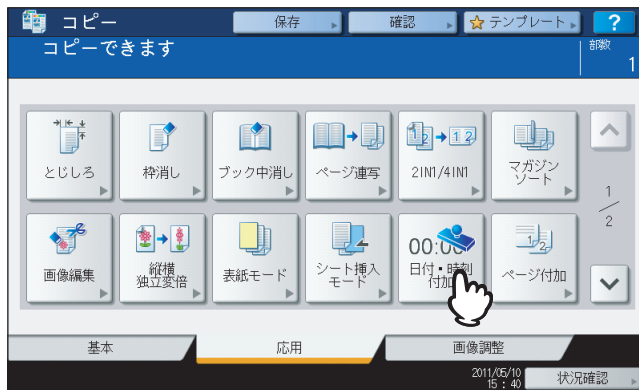 コピー
保存
確認
テンプレート
?
コピーできます
部数
1
とじしろ
枠消し
ブック中消し
ページ連写
2IN1/4IN1
マガジン
ソート
1
2
画像編集
縦横
独立変倍
表紙モード
シート挿入
モード
00:00
日付・時刻
付加
ページ付加
基本
応用
画像調整
2011/05/10
15:40
状況確認